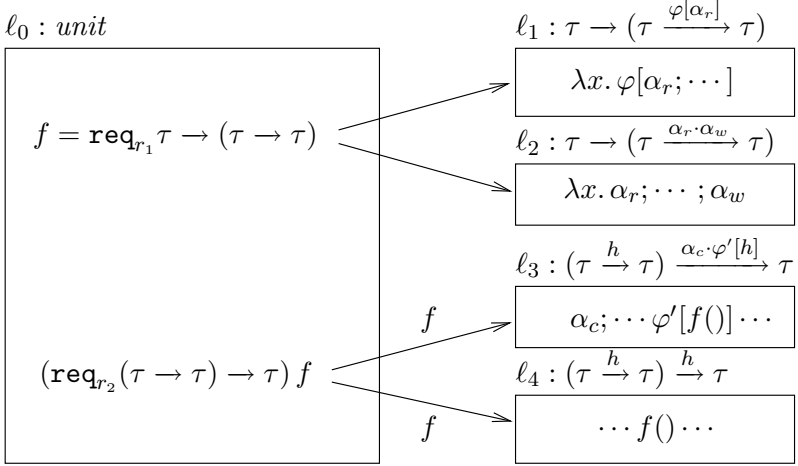 ℓ₀ : unit
f = req_{r₁} τ → (τ → τ)
(req_{r₂}(τ → τ) → τ) f
f
f
ℓ₁ : τ → (τ —φ[α_r]→ τ)
λx. φ[α_r; ⋯ ]
ℓ₂ : τ → (τ —α_r·α_w→ τ)
λx. α_r; ⋯ ; α_w
ℓ₃ : (τ —h→ τ) —α_c·φ′[h]→ τ
α_c; ⋯ φ′[f()] ⋯
ℓ₄ : (τ —h→ τ) —h→ τ
⋯ f() ⋯